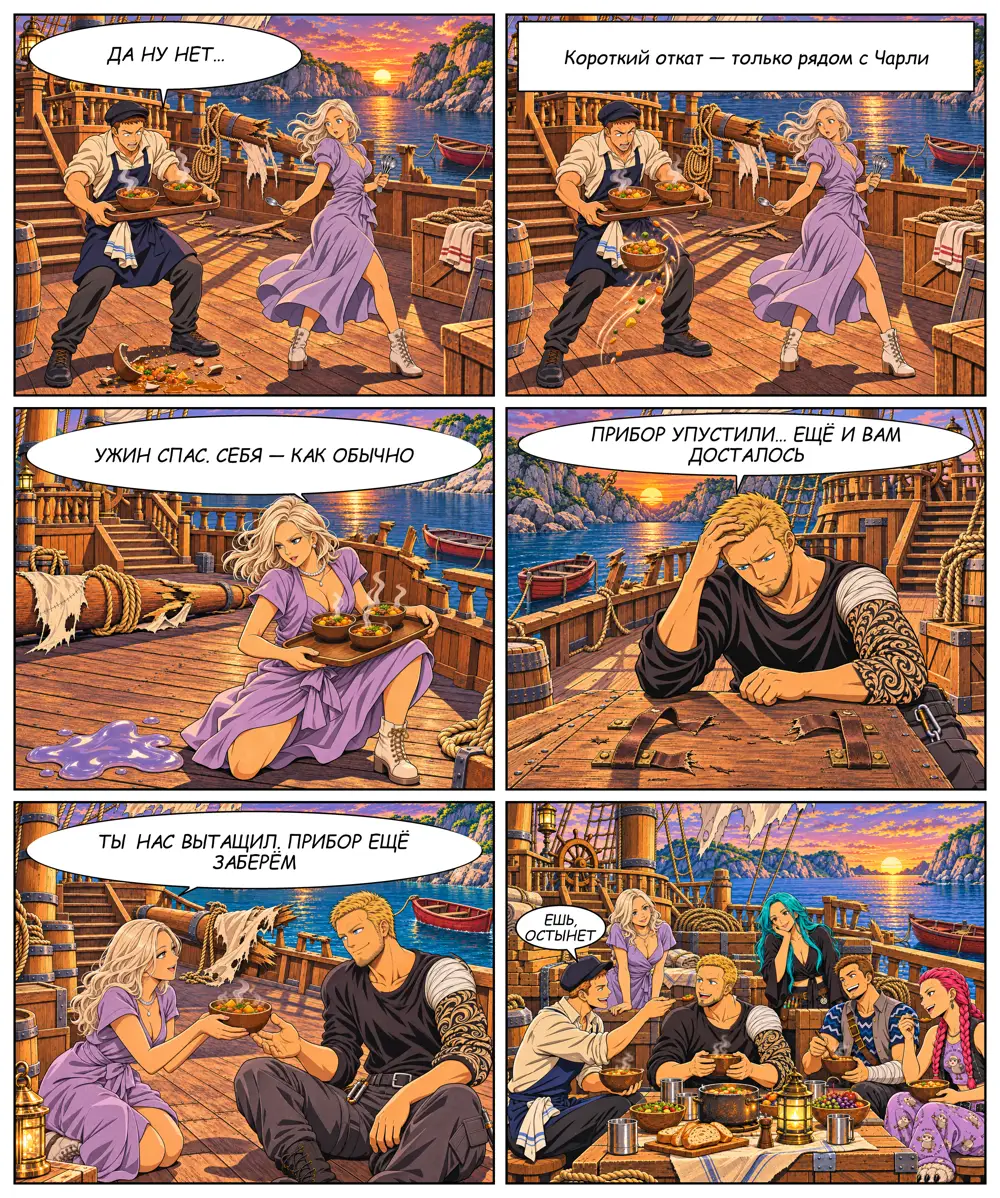 ДА НУ НЕТ...
Короткий откат — только рядом с Чарли
УЖИН СПАС. СЕБЯ — КАК ОБЫЧНО
ПРИБОР УПУСТИЛИ... ЕЩЁ И ВАМ
ДОСТАЛОСЬ
ТЫ НАС ВЫТАЩИЛ. ПРИБОР ЕЩЁ
ЗАБЕРЁМ
ЕШЬ,
ОСТЫНЕТ